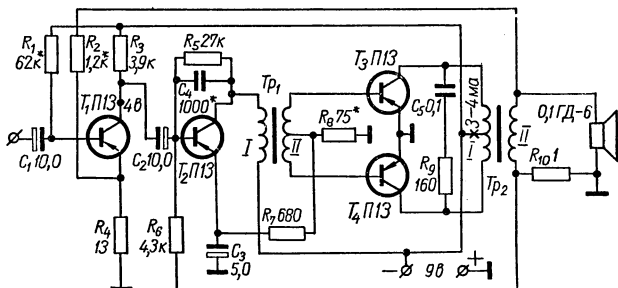 R1 62к*
R2 1,2к*
R3 3,9к
R5 27к
C4 1000*
T1 П13
4в
C1 10,0
C2 10,0
T2 П13
Тр1
I
II
T3 П13
R8 75*
T4 П13
C5 0,1
R9 160
I × 3-4 ма
II
Тр2
0,1 ГД-6
R10 1
R4 13
R6 4,3к
R7 680
C3 5,0
− 9в +